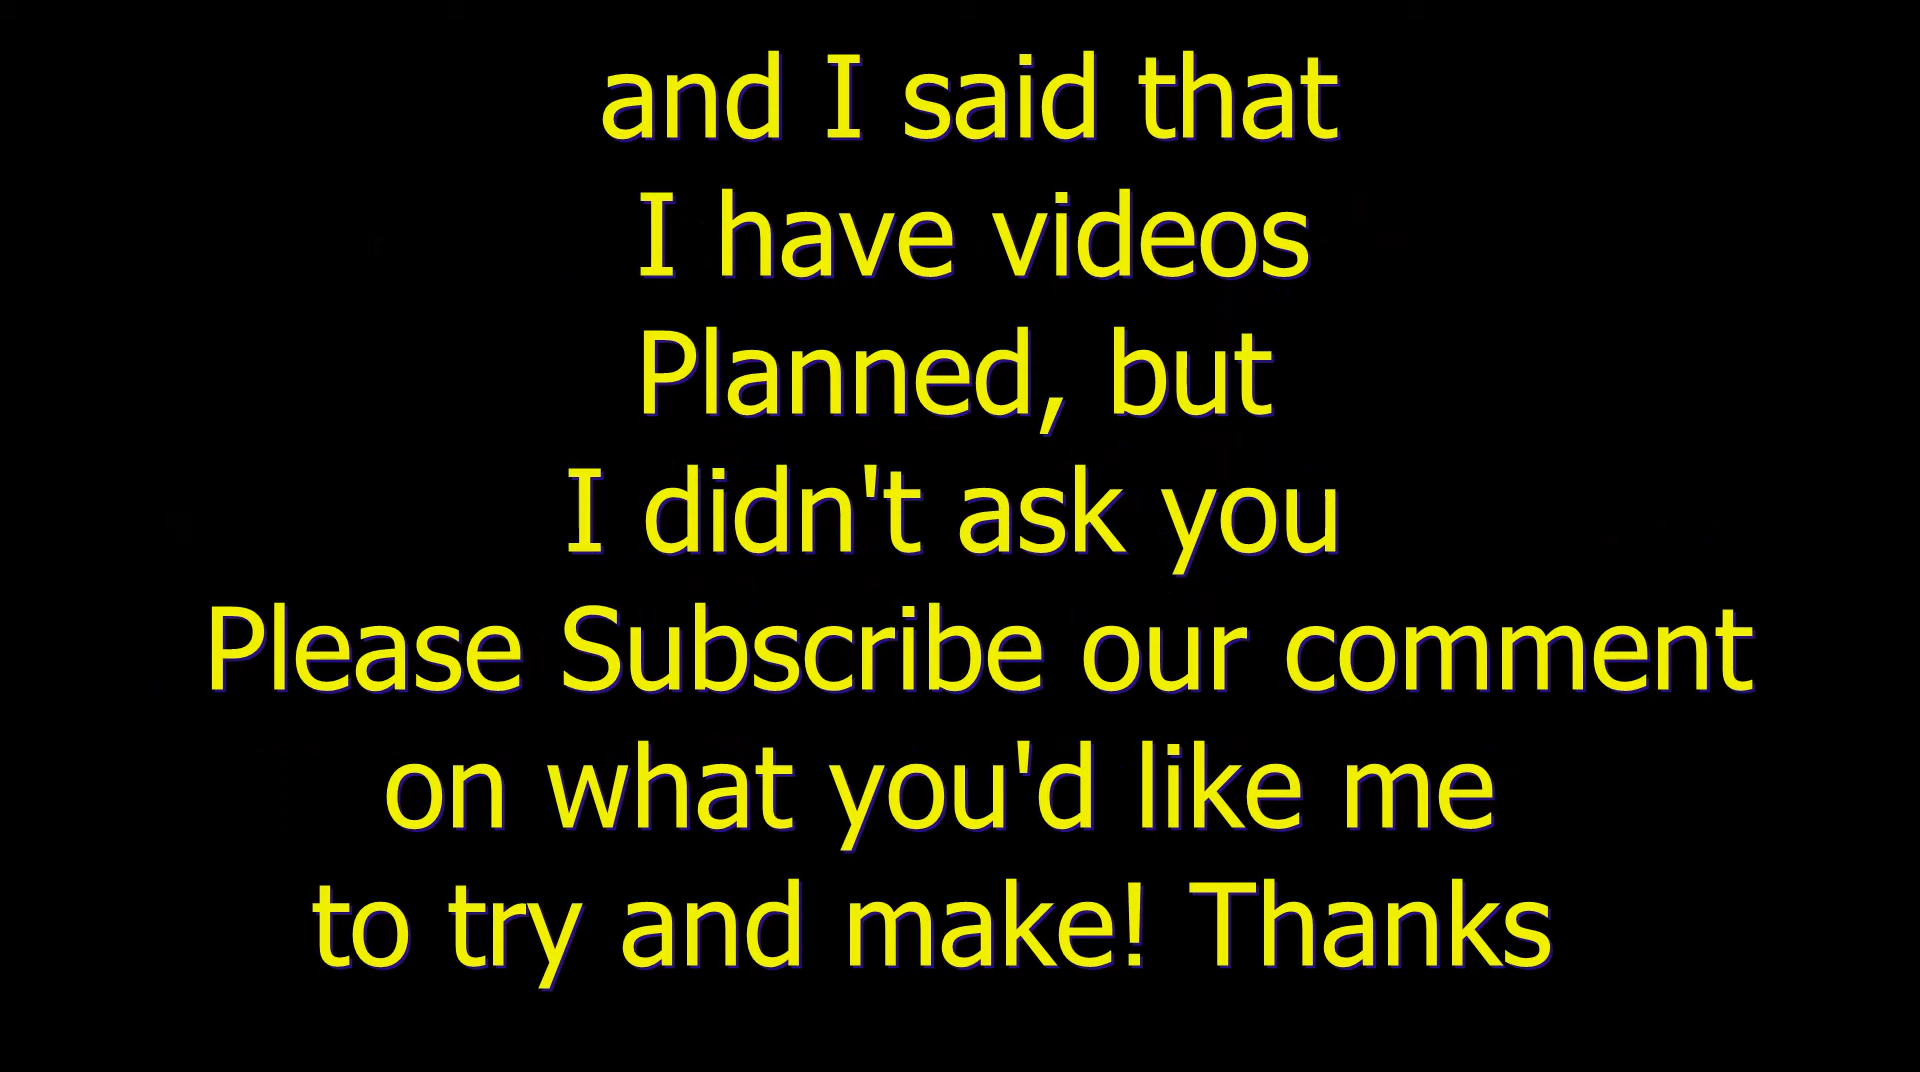 and I said that
I have videos
Planned, but
I didn't ask you
Please Subscribe our comment
on what you'd like me
to try and make! Thanks